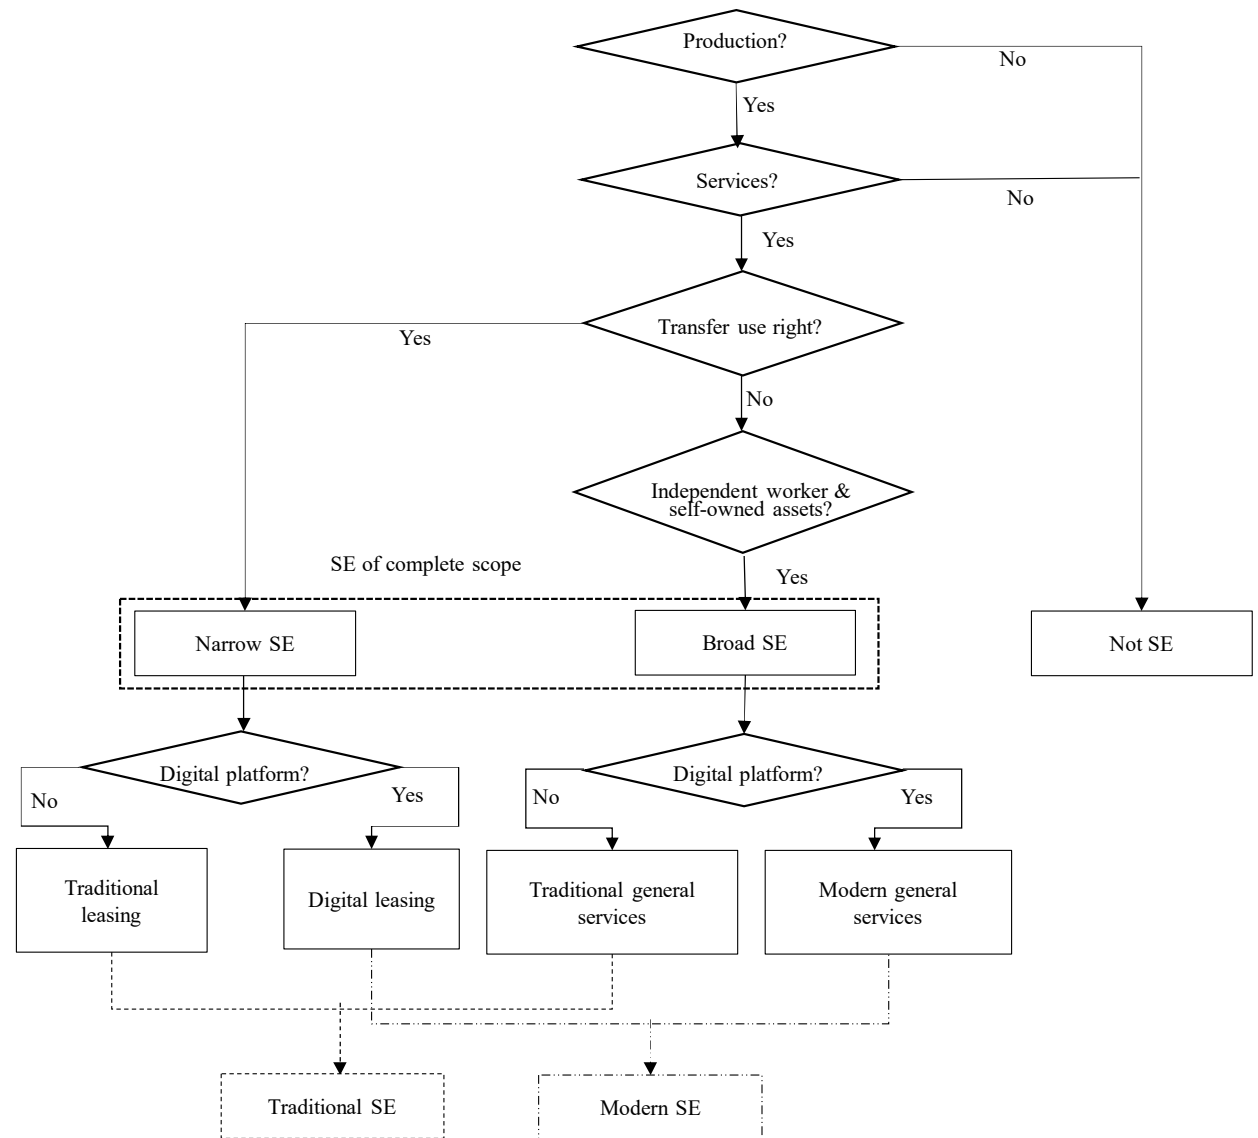 Production?
No
Yes
Services?
No
Yes
Transfer use right?
Yes
No
Independent worker &
self-owned assets?
SE of complete scope
Yes
Narrow SE
Broad SE
Not SE
Digital platform?
Digital platform?
No
Yes
No
Yes
Traditional
leasing
Digital leasing
Traditional general
services
Modern general
services
Traditional SE
Modern SE